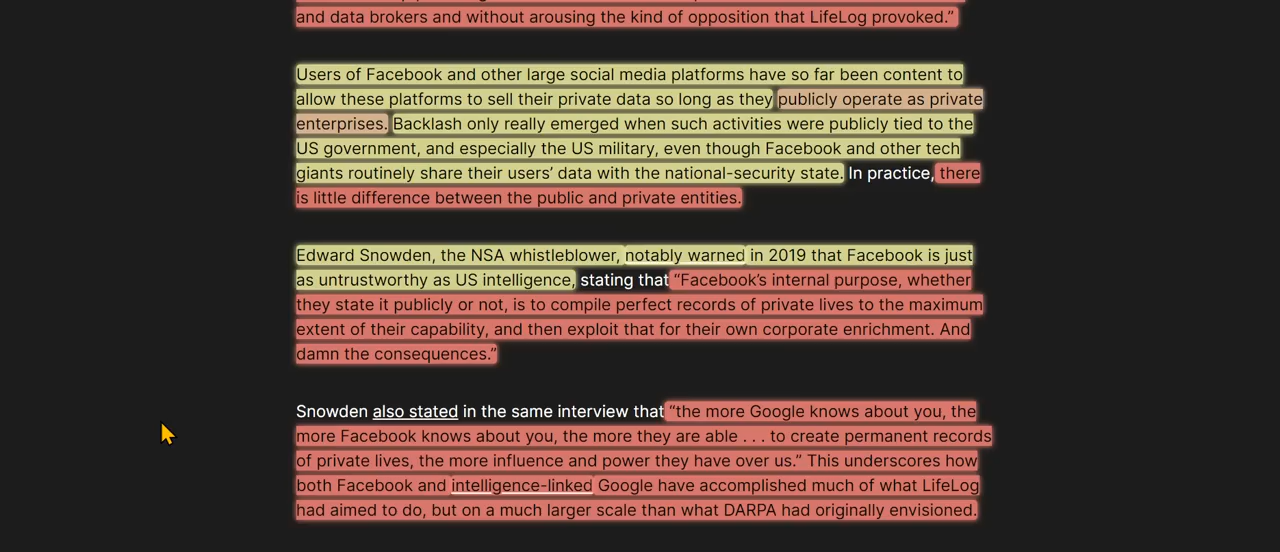 and data brokers and without arousing the kind of opposition that LifeLog provoked.”
Users of Facebook and other large social media platforms have so far been content to
allow these platforms to sell their private data so long as they publicly operate as private
enterprises. Backlash only really emerged when such activities were publicly tied to the
US government, and especially the US military, even though Facebook and other tech
giants routinely share their users’ data with the national-security state. In practice, there
is little difference between the public and private entities.
Edward Snowden, the NSA whistleblower, notably warned in 2019 that Facebook is just
as untrustworthy as US intelligence, stating that “Facebook’s internal purpose, whether
they state it publicly or not, is to compile perfect records of private lives to the maximum
extent of their capability, and then exploit that for their own corporate enrichment. And
damn the consequences.”
Snowden also stated in the same interview that “the more Google knows about you, the
more Facebook knows about you, the more they are able . . . to create permanent records
of private lives, the more influence and power they have over us.” This underscores how
both Facebook and intelligence-linked Google have accomplished much of what LifeLog
had aimed to do, but on a much larger scale than what DARPA had originally envisioned.